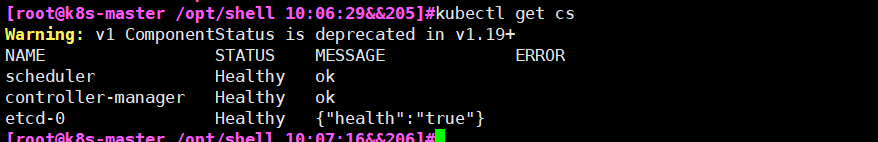 [root@k8s-master /opt/shell 10:06:29&&205]#kubectl get cs
Warning: v1 ComponentStatus is deprecated in v1.19+
NAME                 STATUS    MESSAGE             ERROR
scheduler            Healthy   ok
controller-manager   Healthy   ok
etcd-0               Healthy   {"health":"true"}
[root@k8s-master /opt/shell 10:07:16&&206]#